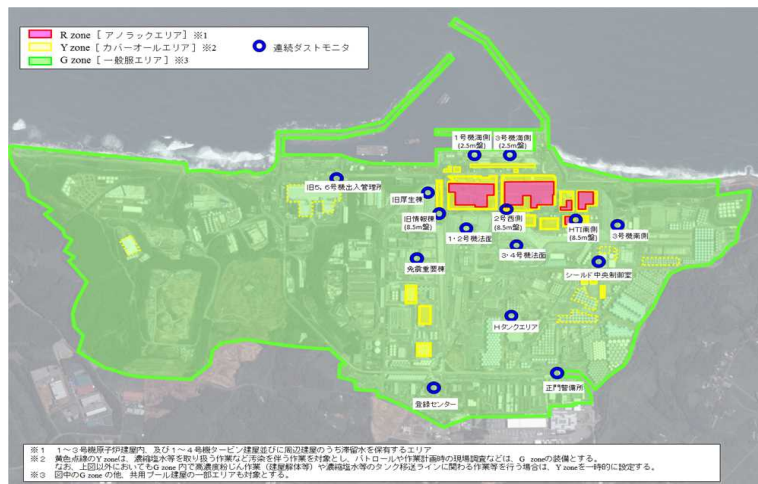 R zone [ アノラックエリア ] ※1
Y zone [ カバーオールエリア ] ※2
G zone [ 一般服エリア ] ※3
連続ダストモニタ
1号機海側
(2.5m盤)
3号機海側
(2.5m盤)
旧5, 6号機出入管理所
旧厚生棟
旧情報棟
(8.5m盤)
2号西側
(8.5m盤)
HTI南側
(8.5m盤)
1・2号機法面
3号機南側
3・4号機法面
免震重要棟
シールド中央制御室
Hタンクエリア
正門警備所
登録センター
※1 1～3号機原子炉建屋内、及び1～4号機タービン建屋並びに周辺建屋のうち滞留水を保有するエリア
※2 黄色点線のY zoneは、濃縮塩水等を取り扱う作業など汚染を伴う作業を対象とし、パトロールや作業計画時の現場調査などは、G zoneの装備とする。
なお、上図以外においてもG zone 内で高濃度粉じん作業（建屋解体等）や濃縮塩水等のタンク移送ラインに関わる作業等を行う場合は、Y zoneを一時的に設定する。
※3 図中のG zone の他、共用プール建屋の一部エリアも対象とする。